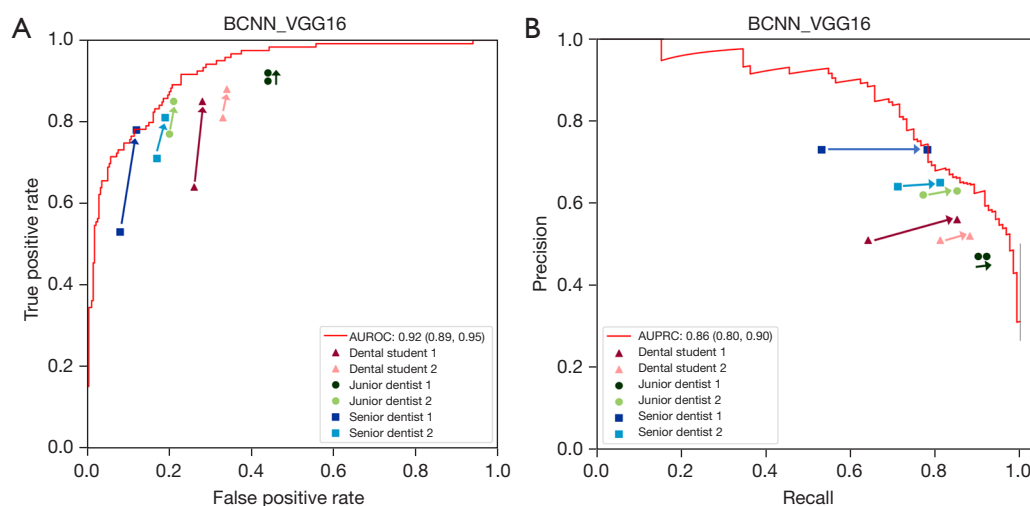 A
BCNN_VGG16
1.0
0.8
0.6
0.4
0.2
0.0
True positive rate
AUROC: 0.92 (0.89, 0.95)
Dental student 1
Dental student 2
Junior dentist 1
Junior dentist 2
Senior dentist 1
Senior dentist 2
0.0 0.2 0.4 0.6 0.8 1.0
False positive rate
B
BCNN_VGG16
1.0
0.8
0.6
0.4
0.2
0.0
Precision
AUPRC: 0.86 (0.80, 0.90)
Dental student 1
Dental student 2
Junior dentist 1
Junior dentist 2
Senior dentist 1
Senior dentist 2
0.0 0.2 0.4 0.6 0.8 1.0
Recall